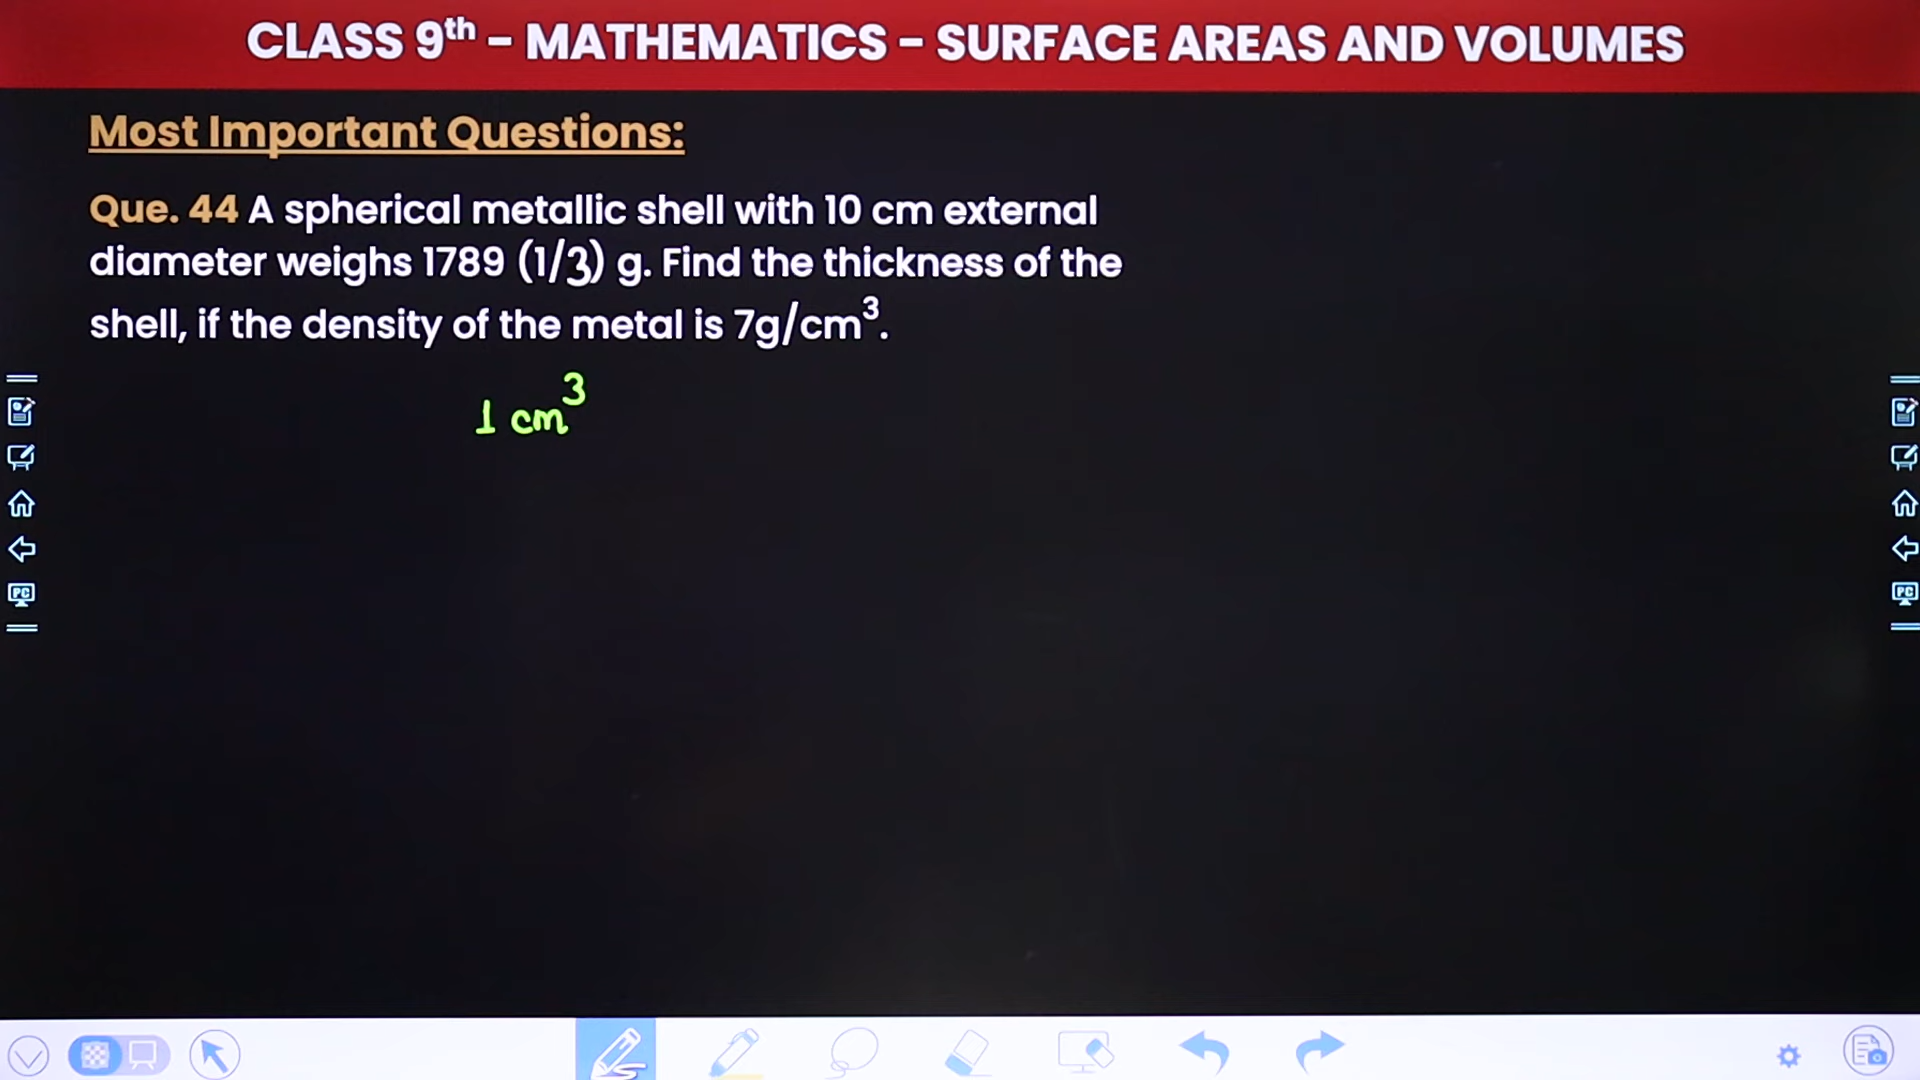 CLASS 9th - MATHEMATICS - SURFACE AREAS AND VOLUMES
Most Important Questions:
Que. 44 A spherical metallic shell with 10 cm external
diameter weighs 1789 (1/3) g. Find the thickness of the
shell, if the density of the metal is 7g/cm³.
1 cm³
PC
PC